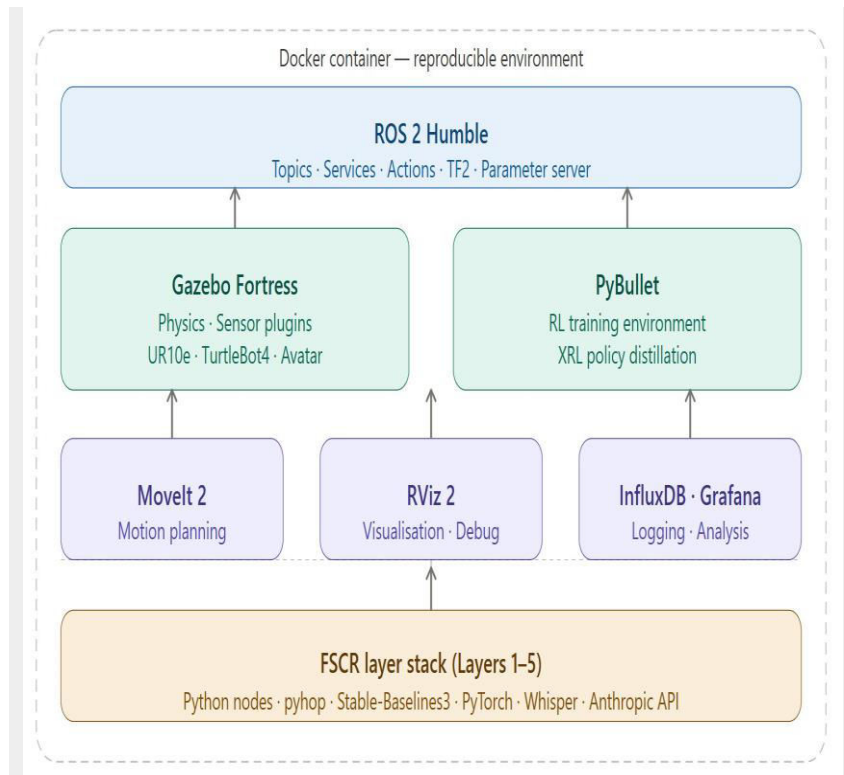 Docker container — reproducible environment
ROS 2 Humble
Topics · Services · Actions · TF2 · Parameter server
Gazebo Fortress
Physics · Sensor plugins
UR10e · TurtleBot4 · Avatar
PyBullet
RL training environment
XRL policy distillation
MoveIt 2
Motion planning
RViz 2
Visualisation · Debug
InfluxDB · Grafana
Logging · Analysis
FSCR layer stack (Layers 1–5)
Python nodes · pyhop · Stable-Baselines3 · PyTorch · Whisper · Anthropic API